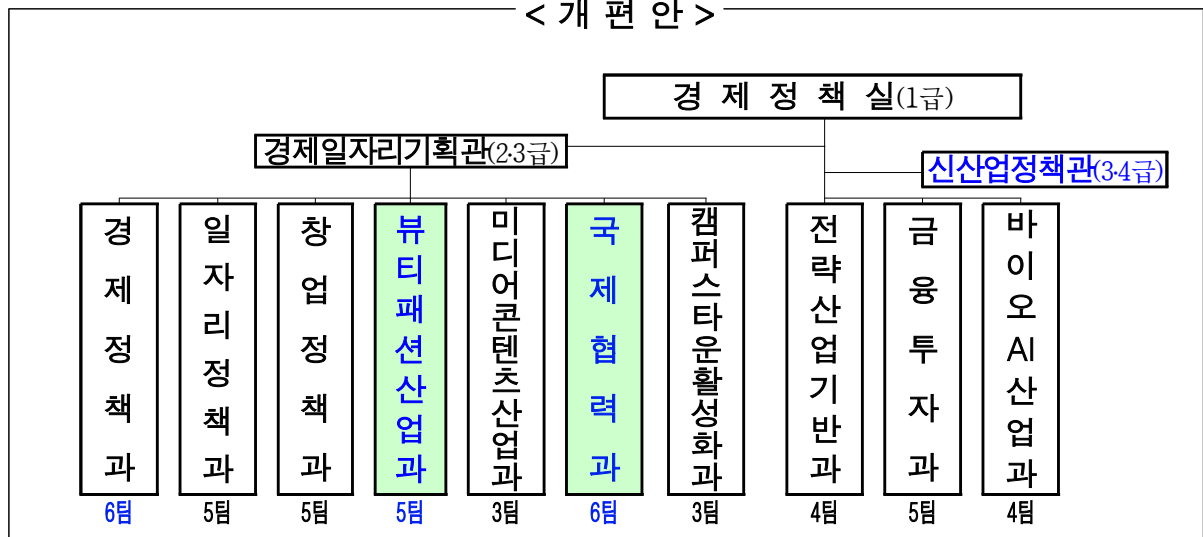 < 개 편 안 >
경 제 정 책 실(1급)
경제일자리기획관(2·3급)
신산업정책관(3·4급)
경제정책과
일자리정책과
창업정책과
뷰티패션산업과
미디어콘텐츠산업과
국제협력과
캠퍼스타운활성화과
전략산업기반과
금융투자과
바이오AI산업과
6팀 5팀 5팀 5팀 3팀 6팀 3팀 4팀 5팀 4팀